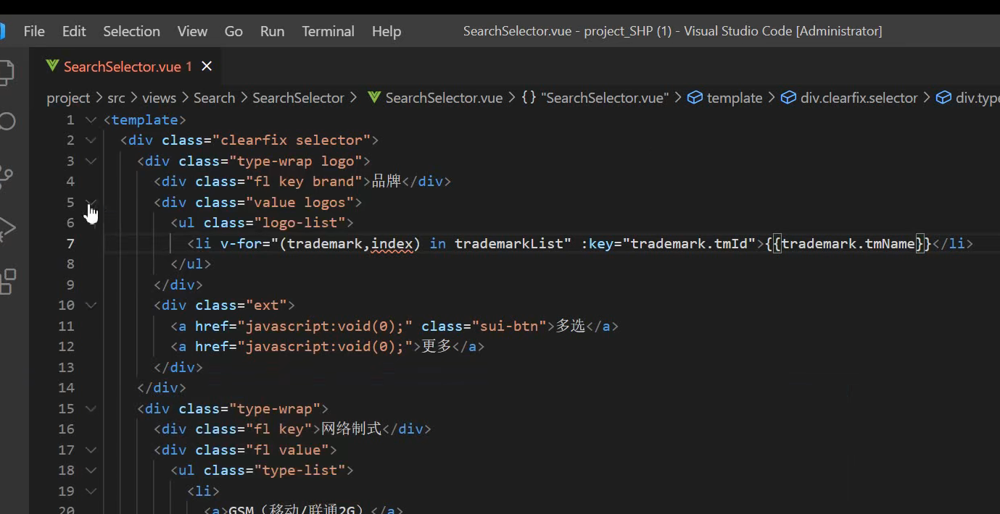 File Edit Selection View Go Run Terminal Help SearchSelector.vue - project_SHP (1) - Visual Studio Code [Administrator]
SearchSelector.vue 1
project > src > views > Search > SearchSelector > SearchSelector.vue > {} "SearchSelector.vue" > template > div.clearfix.selector > div.type
1 <template>
2 <div class="clearfix selector">
3 <div class="type-wrap logo">
4 <div class="fl key brand">品牌</div>
5 <div class="value logos">
6 <ul class="logo-list">
7 <li v-for="(trademark,index) in trademarkList" :key="trademark.tmId">{{trademark.tmName}}</li>
8 </ul>
9 </div>
10 <div class="ext">
11 <a href="javascript:void(0);" class="sui-btn">多选</a>
12 <a href="javascript:void(0);">更多</a>
13 </div>
14 </div>
15 <div class="type-wrap">
16 <div class="fl key">网络制式</div>
17 <div class="fl value">
18 <ul class="type-list">
19 <li>
20 <a>GSM（移动/联通2G）</a>